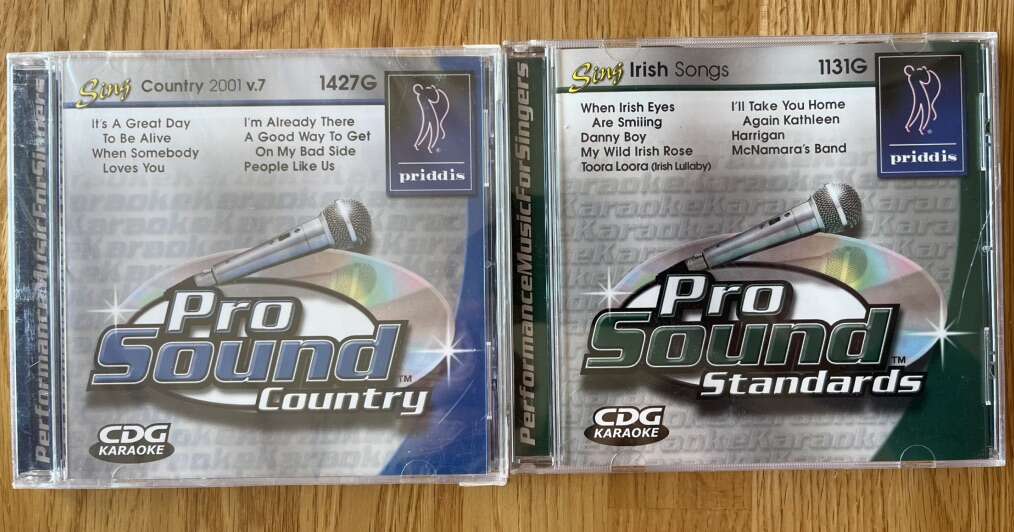 PerformanceMusicForSingers
Sing Country 2001 v.7 1427G
It's A Great Day
To Be Alive
When Somebody
Loves You
I'm Already There
A Good Way To Get
On My Bad Side
People Like Us
priddis
Pro
Sound™
Country
CDG
KARAOKE
PerformanceMusicForSingers
Sing Irish Songs 1131G
When Irish Eyes
Are Smiling
Danny Boy
My Wild Irish Rose
Toora Loora (Irish Lullaby)
I'll Take You Home
Again Kathleen
Harrigan
McNamara's Band
priddis
Pro
Sound™
Standards
CDG
KARAOKE